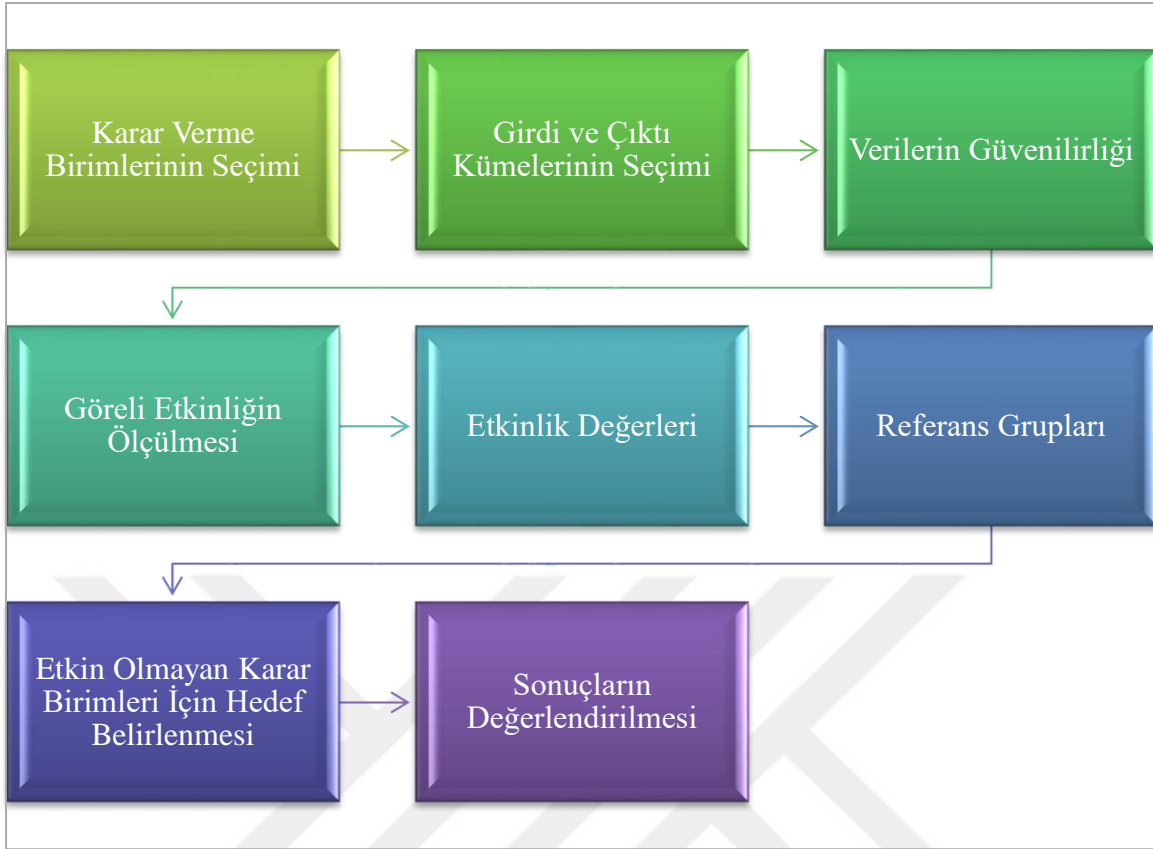 Karar Verme
Birimlerinin Seçimi
Girdi ve Çıktı
Kümelerinin Seçimi
Verilerin Güvenilirliği
Göreli Etkinliğin
Ölçülmesi
Etkinlik Değerleri
Referans Grupları
Etkin Olmayan Karar
Birimleri İçin Hedef
Belirlenmesi
Sonuçların
Değerlendirilmesi